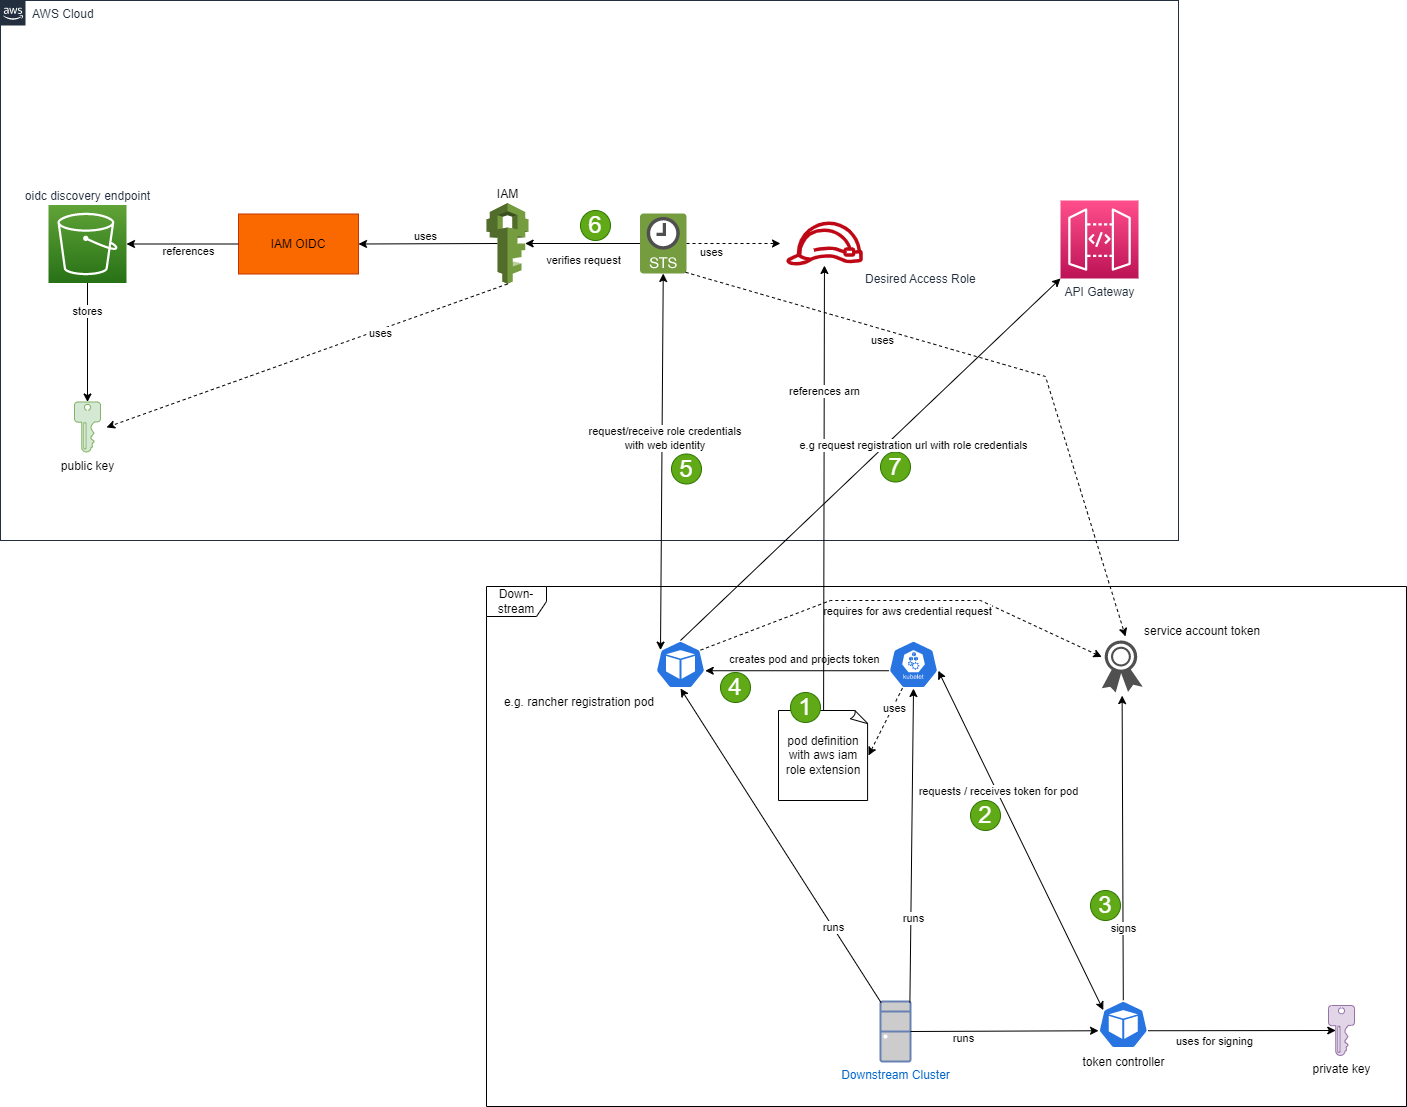 aws
AWS Cloud
oidc discovery endpoint
IAM
6
IAM OIDC
uses
references
verifies request
STS
uses
Desired Access Role
API Gateway
stores
uses
uses
references arn
request/receive role credentials
with web identity
5
e.g request registration url with role credentials
7
public key
Down-
stream
requires for aws credential request
service account token
creates pod and projects token
kubelet
4
e.g. rancher registration pod
1
uses
pod definition
with aws iam
role extension
requests / receives token for pod
2
3
runs
runs
signs
runs
uses for signing
token controller
private key
Downstream Cluster